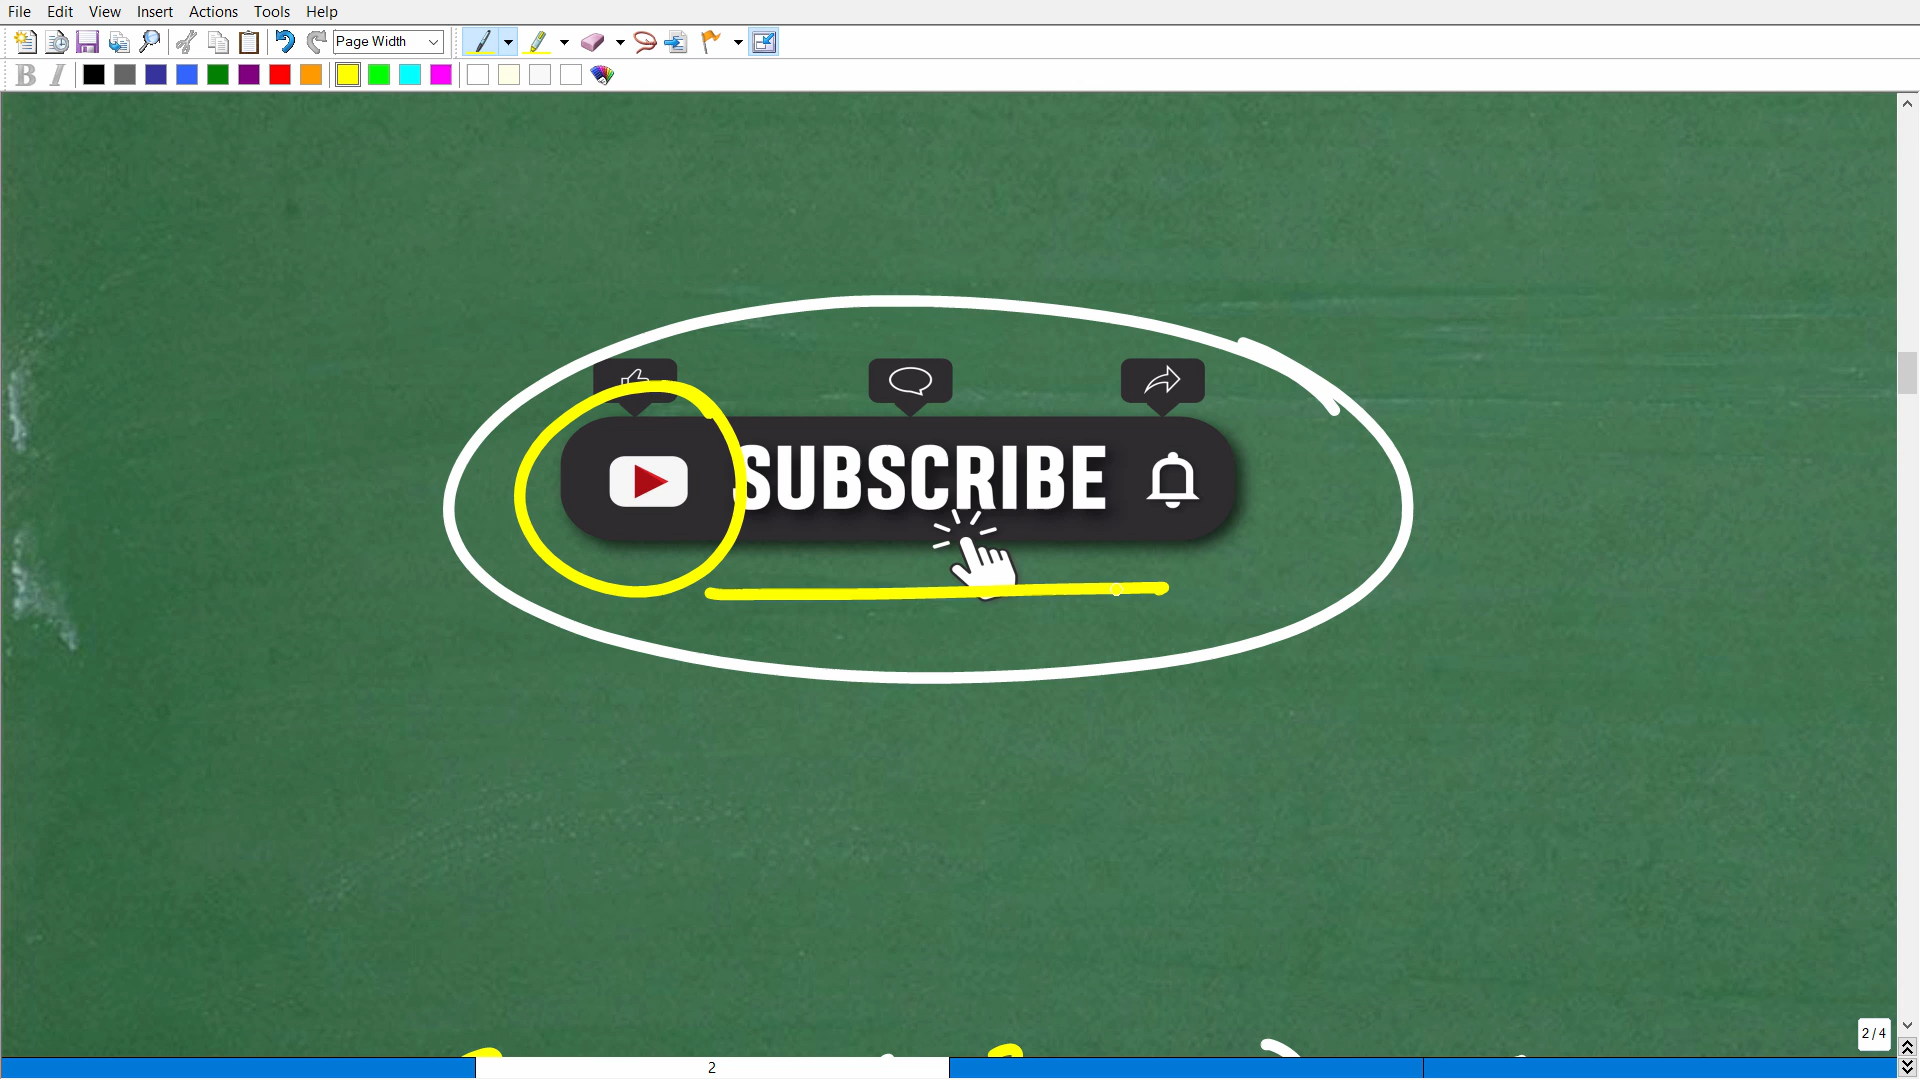 File Edit View Insert Actions Tools Help
Page Width
B I
SUBSCRIBE
2 / 4
2